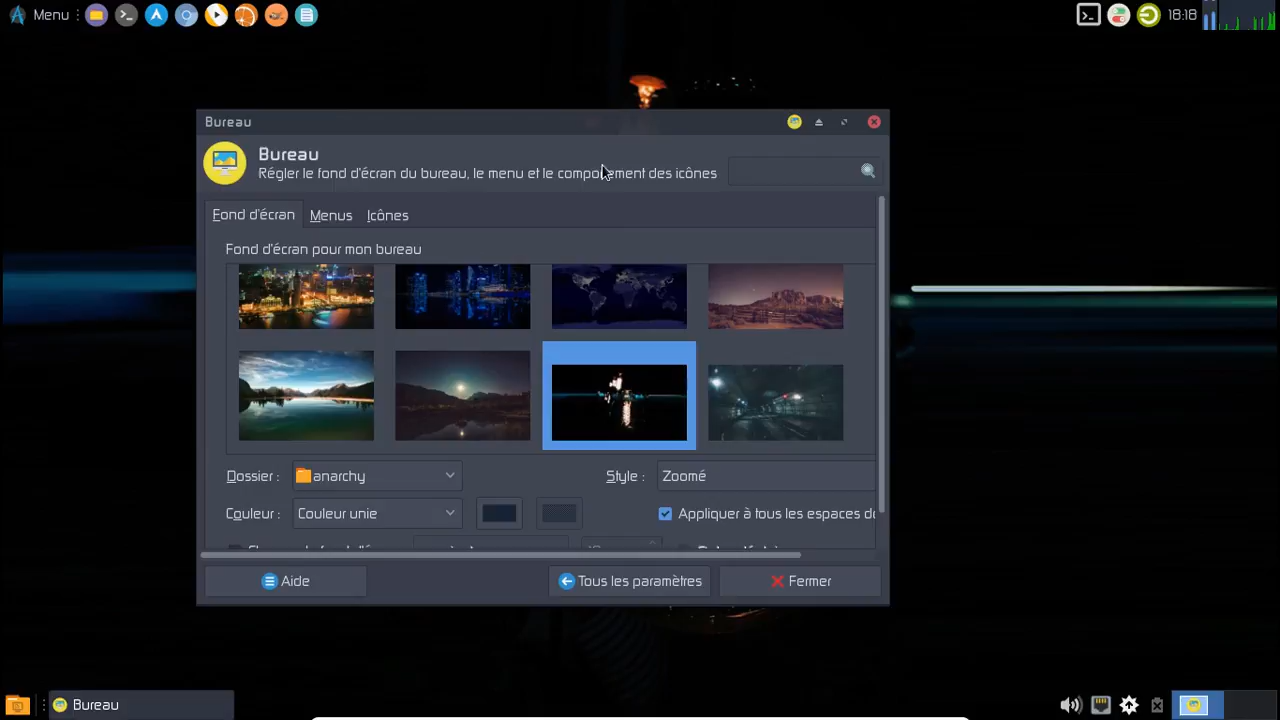 Menu
18:18
Bureau
Bureau
Régler le fond d'écran du bureau, le menu et le comportement des icônes
Fond d'écran Menus Icônes
Fond d'écran pour mon bureau
Dossier : anarchy Style : Zoomé
Couleur : Couleur unie Appliquer à tous les espaces
Aide Tous les paramètres Fermer
Bureau